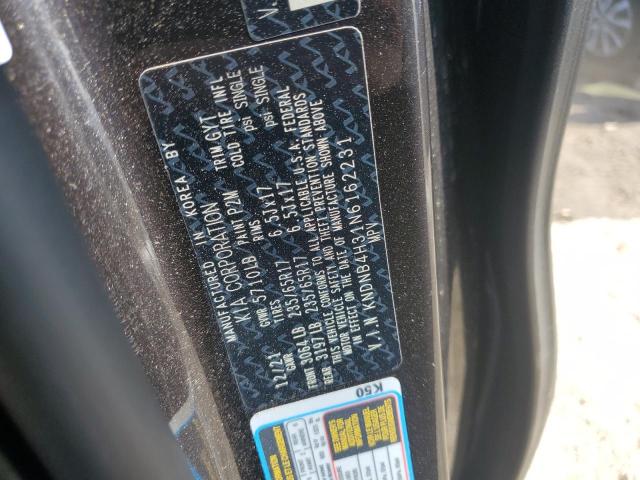 V.I.
MANUFACTURED IN KOREA BY
KIA CORPORATION
12/21 GVWR 5710LB PAINT P2M TRIM GYT
GAWR TIRES RIMS COLD TIRE INFL
FRONT 3064LB 235/65R17 6.5Jx17 psi SINGLE
REAR 3197LB 235/65R17 6.5Jx17 psi SINGLE
THIS VEHICLE CONFORMS TO ALL APPLICABLE U.S.A. FEDERAL
MOTOR VEHICLE SAFETY AND THEFT PREVENTION STANDARDS
IN EFFECT ON THE DATE OF MANUFACTURE SHOWN ABOVE
V.I.N KNDNB4H31N6162231
MPV
K50